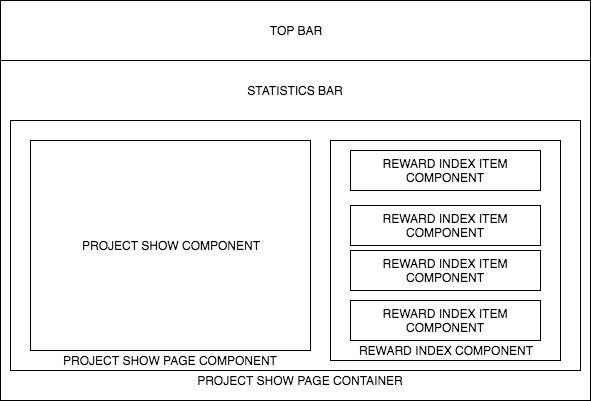 TOP BAR
STATISTICS BAR
PROJECT SHOW COMPONENT
REWARD INDEX ITEM
COMPONENT
REWARD INDEX ITEM
COMPONENT
REWARD INDEX ITEM
COMPONENT
REWARD INDEX ITEM
COMPONENT
REWARD INDEX COMPONENT
PROJECT SHOW PAGE COMPONENT
PROJECT SHOW PAGE CONTAINER